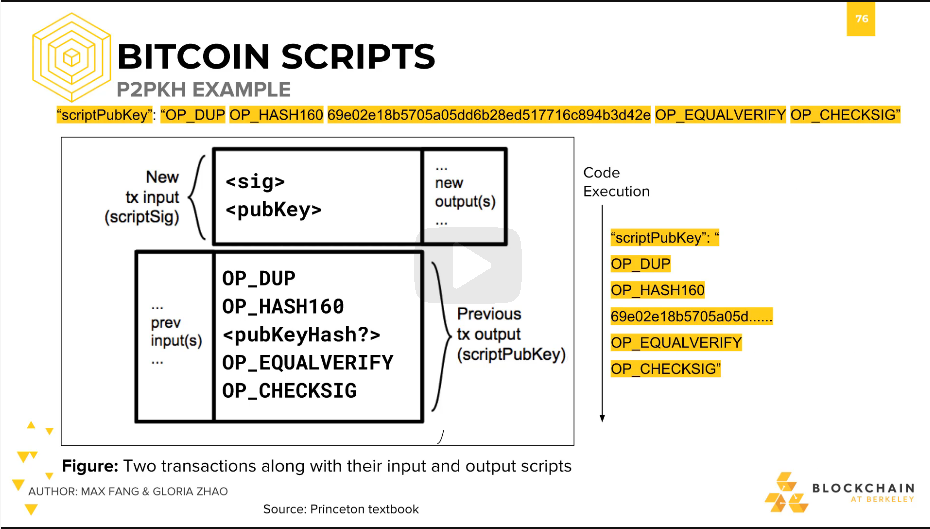 76
BITCOIN SCRIPTS
P2PKH EXAMPLE
“scriptPubKey”: “OP_DUP OP_HASH160 69e02e18b5705a05dd6b28ed517716c894b3d42e OP_EQUALVERIFY OP_CHECKSIG”
New
tx input
(scriptSig)
<sig>
<pubKey>
...
new
output(s)
...
...
prev
input(s)
...
OP_DUP
OP_HASH160
<pubKeyHash?>
OP_EQUALVERIFY
OP_CHECKSIG
Previous
tx output
(scriptPubKey)
Code
Execution
“scriptPubKey”: “
OP_DUP
OP_HASH160
69e02e18b5705a05d......
OP_EQUALVERIFY
OP_CHECKSIG”
Figure: Two transactions along with their input and output scripts
AUTHOR: MAX FANG & GLORIA ZHAO
Source: Princeton textbook
BLOCKCHAIN
AT BERKELEY